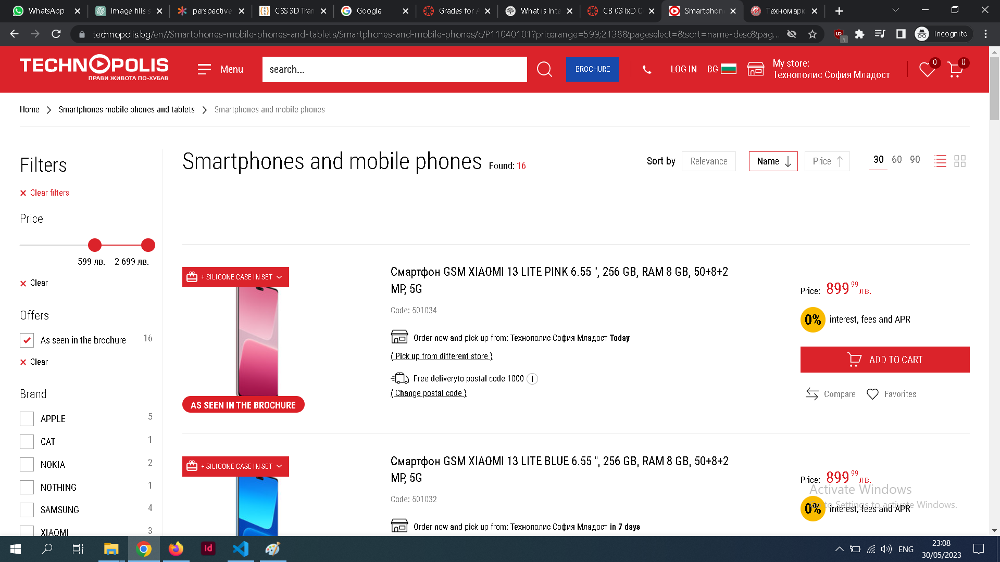 WhatsApp
Image fills s
perspective
CSS 3D Tran
Google
Grades for A
What is Inte
CB 03 IxD C
Smartphon
Техномарк
technopolis.bg/en//Smartphones-mobile-phones-and-tablets/Smartphones-and-mobile-phones/c/P11040101?pricerange=599;2138&pageselect=&sort=name-desc&pag...
1
Incognito
TECHNOPOLIS
ПРАВИ ЖИВОТА ПО-ХУБАВ
Menu
search...
BROCHURE
LOG IN
BG
My store:
Технополис София Младост
0
0
Home
Smartphones mobile phones and tablets
Smartphones and mobile phones
Filters
Clear filters
Price
599 лв.
2 699 лв.
Clear
Offers
As seen in the brochure 16
Clear
Brand
APPLE 5
CAT 1
NOKIA 2
NOTHING 1
SAMSUNG 4
XIAOMI 3
Smartphones and mobile phones Found: 16
Sort by
Relevance
Name ↓
Price ↑
30 60 90
+ SILICONE CASE IN SET
AS SEEN IN THE BROCHURE
Смартфон GSM XIAOMI 13 LITE PINK 6.55 ", 256 GB, RAM 8 GB, 50+8+2
MP, 5G
Code: 501034
Order now and pick up from: Технополис София Младост Today
( Pick up from different store )
Free deliveryto postal code 1000 i
( Change postal code )
Price: 899 99 лв.
0% interest, fees and APR
ADD TO CART
Compare
Favorites
+ SILICONE CASE IN SET
Смартфон GSM XIAOMI 13 LITE BLUE 6.55 ", 256 GB, RAM 8 GB, 50+8+2
MP, 5G
Code: 501032
Order now and pick up from: Технополис София Младост in 7 days
Price: 899 99 лв.
0% interest, fees and APR
Activate Windows
Go to Settings to activate Windows.
Id
ENG
23:08
30/05/2023